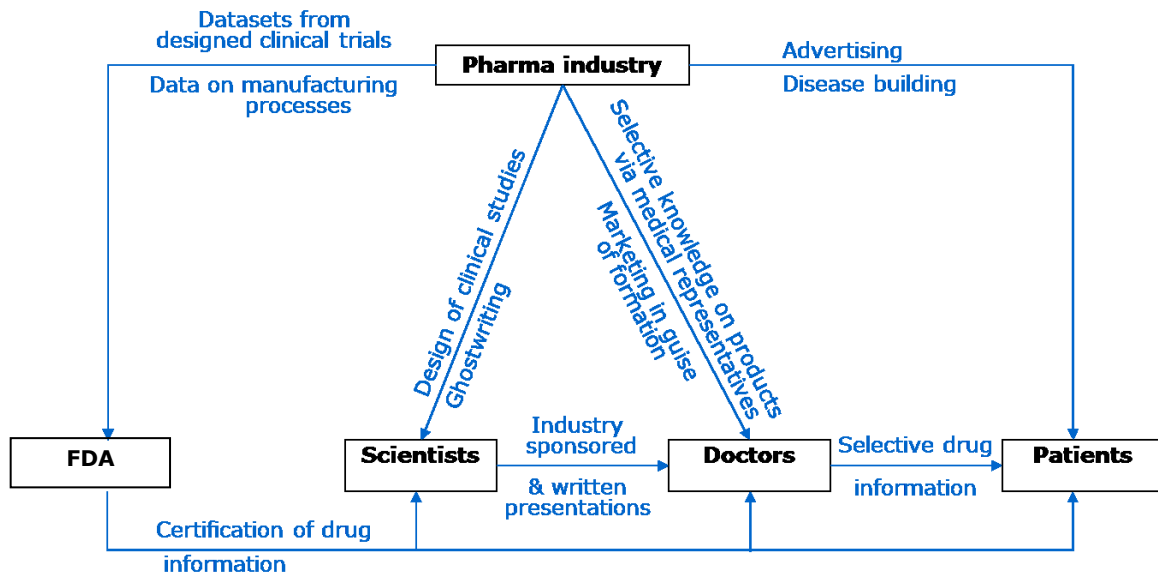 Datasets from
designed clinical trials
Data on manufacturing
processes
Pharma industry
Advertising
Disease building
Design of clinical studies
Ghostwriting
Selective knowledge on products
via medical representatives
Marketing in guise
of formation
FDA
Scientists
Industry
sponsored
& written
presentations
Doctors
Selective drug
information
Patients
Certification of drug
information